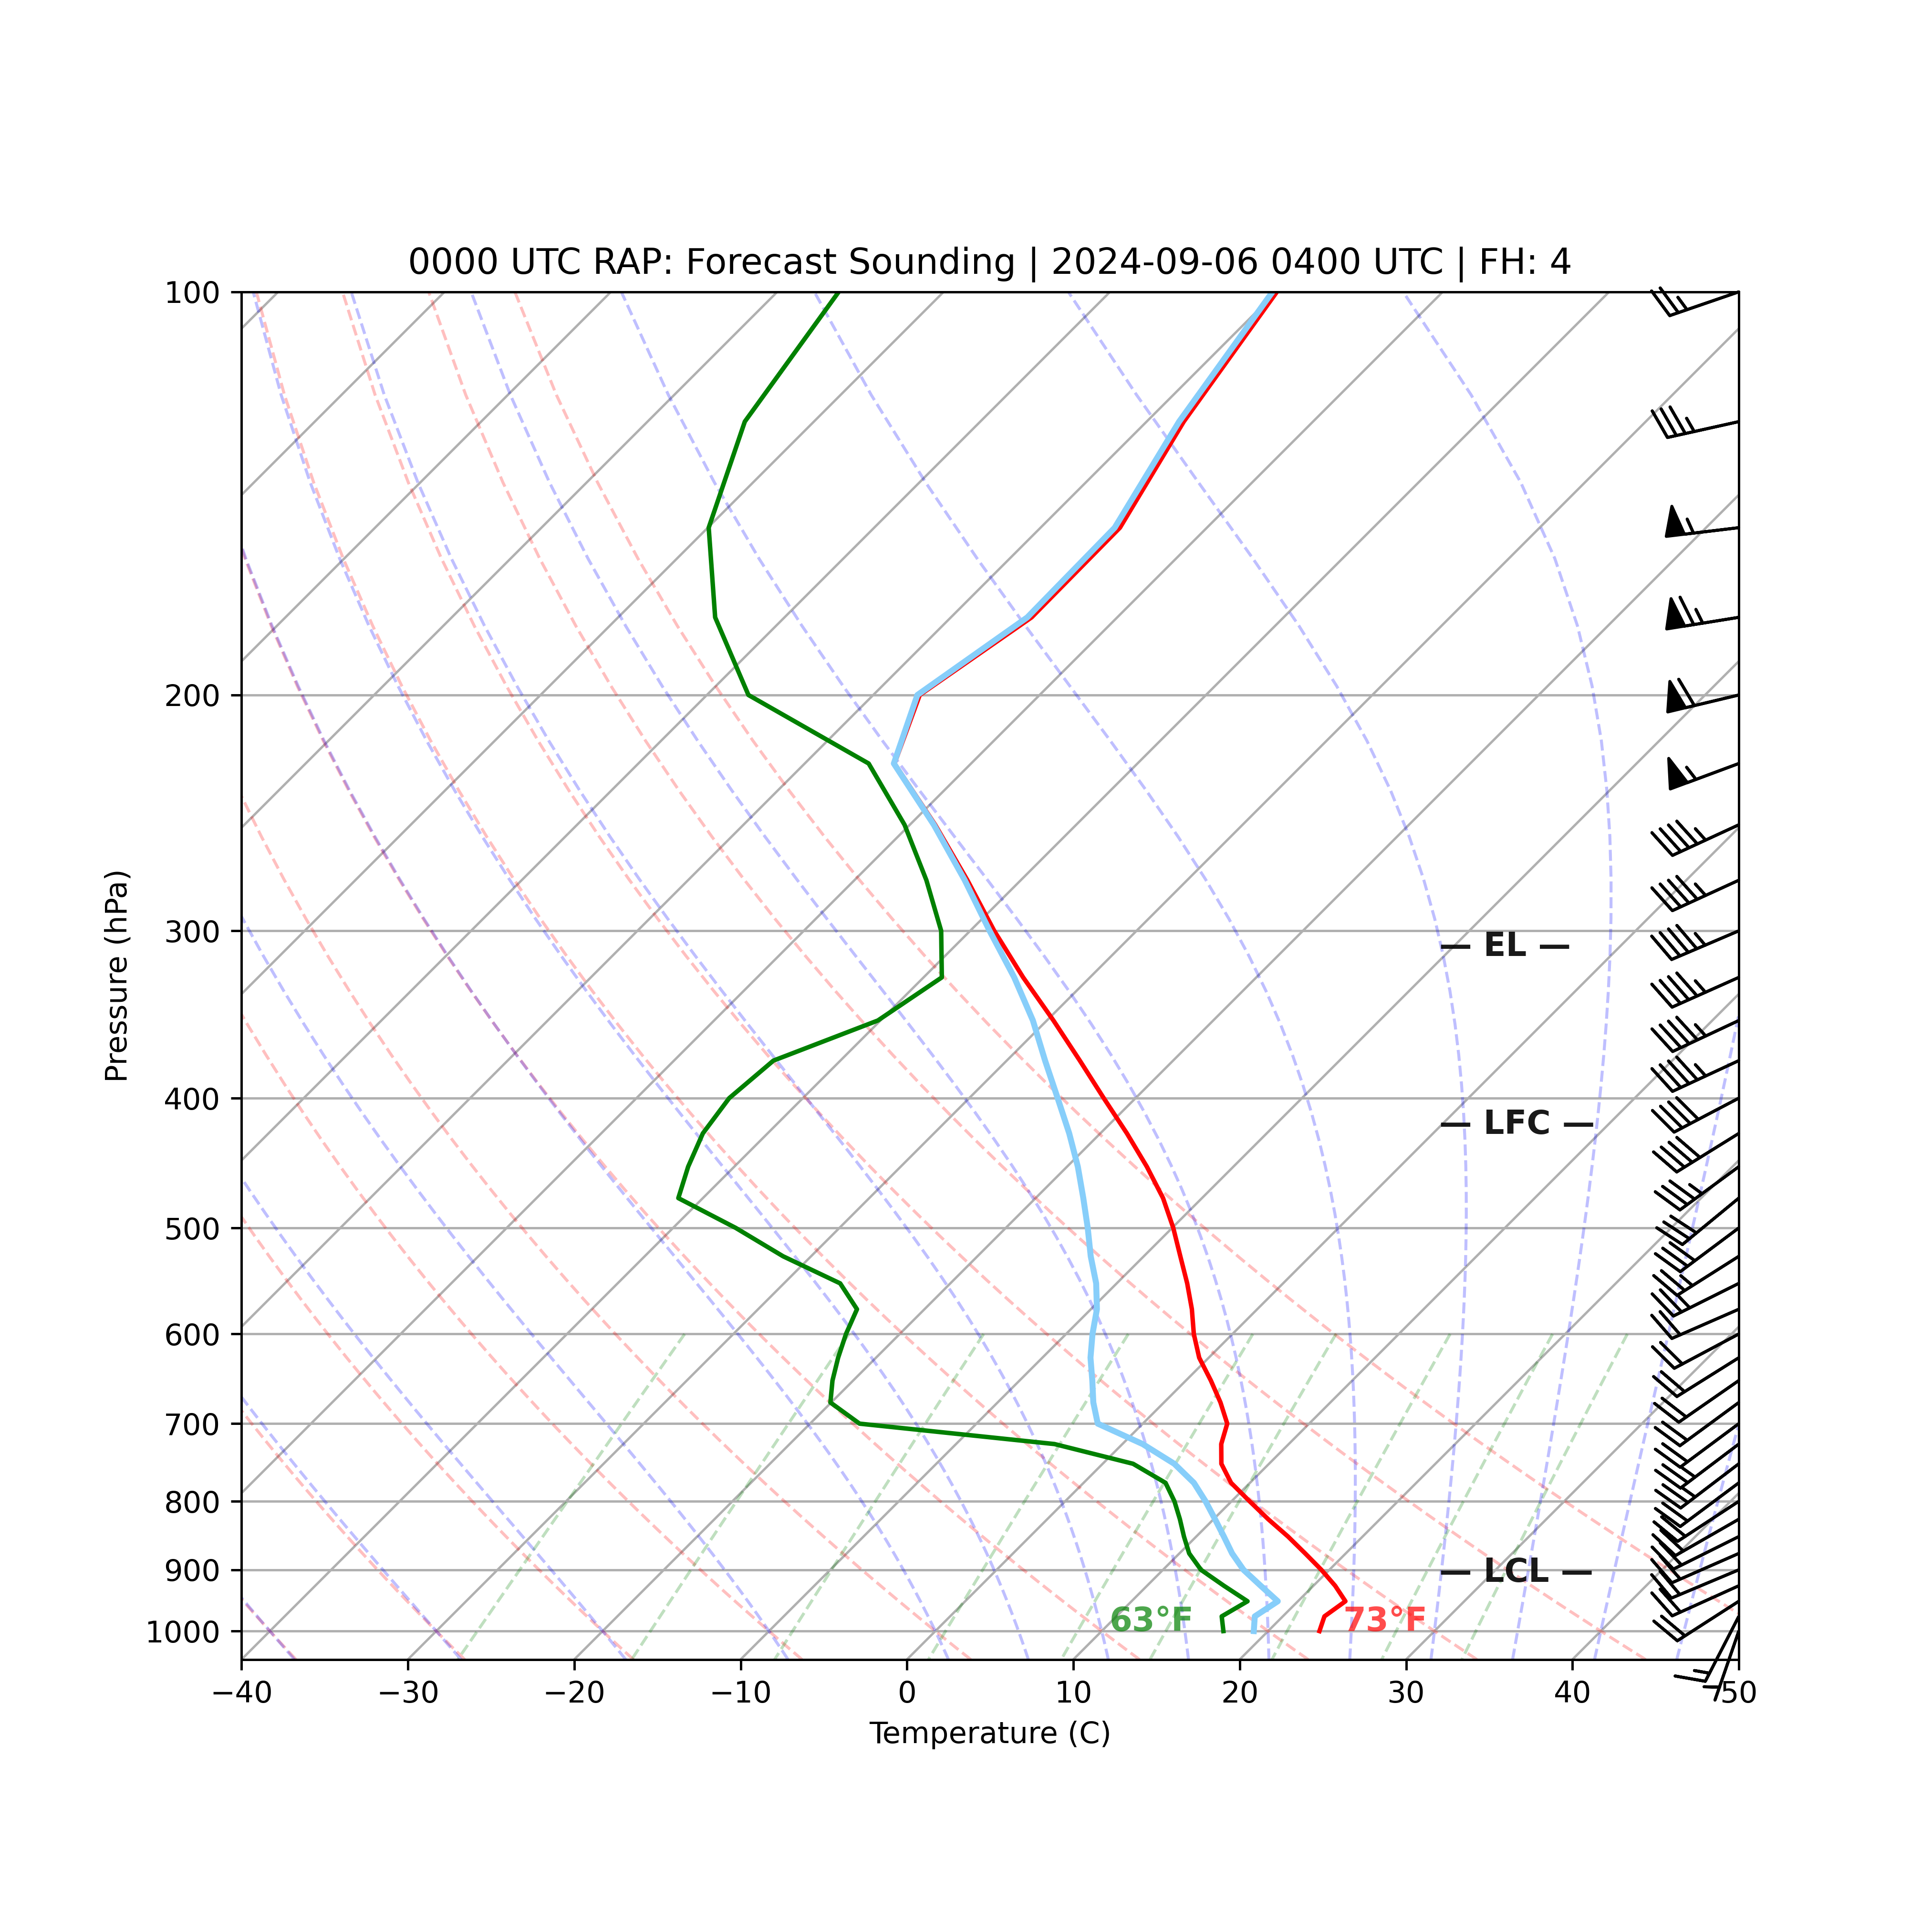 0000 UTC RAP: Forecast Sounding | 2024-09-06 0400 UTC | FH: 4
100
200
300
400
500
600
700
800
900
1000
Pressure (hPa)
— EL —
— LFC —
— LCL —
63°F
73°F
−40 −30 −20 −10 0 10 20 30 40 50
Temperature (C)